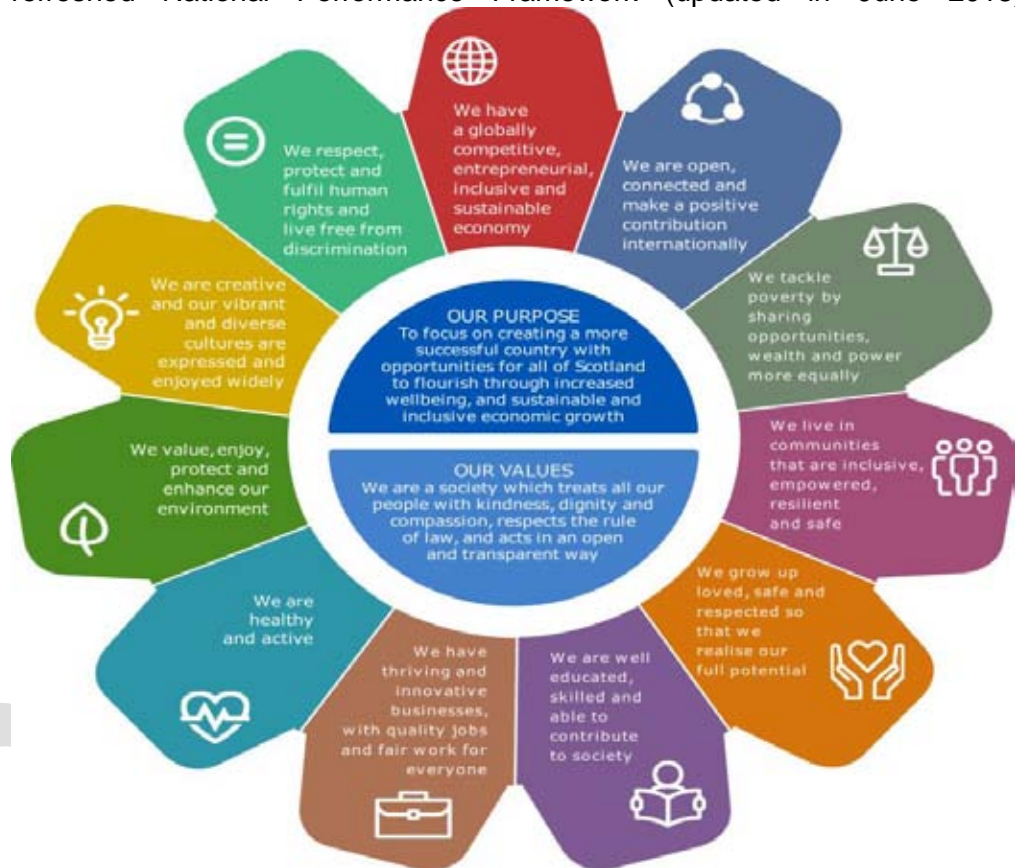 refreshed National Performance Framework (updated in June 2018)
We have
a globally
competitive,
entrepreneurial,
inclusive and
sustainable
economy
We are open,
connected and
make a positive
contribution
internationally
We tackle
poverty by
sharing
opportunities,
wealth and power
more equally
We live in
communities
that are inclusive,
empowered,
resilient
and safe
We grow up
loved, safe and
respected so
that we
realise our
full potential
We are well
educated,
skilled and
able to
contribute
to society
We have
thriving and
innovative
businesses,
with quality jobs
and fair work for
everyone
We are
healthy
and active
We value, enjoy,
protect and
enhance our
environment
We are creative
and our vibrant
and diverse
cultures are
expressed and
enjoyed widely
We respect,
protect and
fulfil human
rights and
live free from
discrimination
OUR PURPOSE
To focus on creating a more
successful country with
opportunities for all of Scotland
to flourish through increased
wellbeing, and sustainable and
inclusive economic growth
OUR VALUES
We are a society which treats all our
people with kindness, dignity and
compassion, respects the rule
of law, and acts in an open
and transparent way